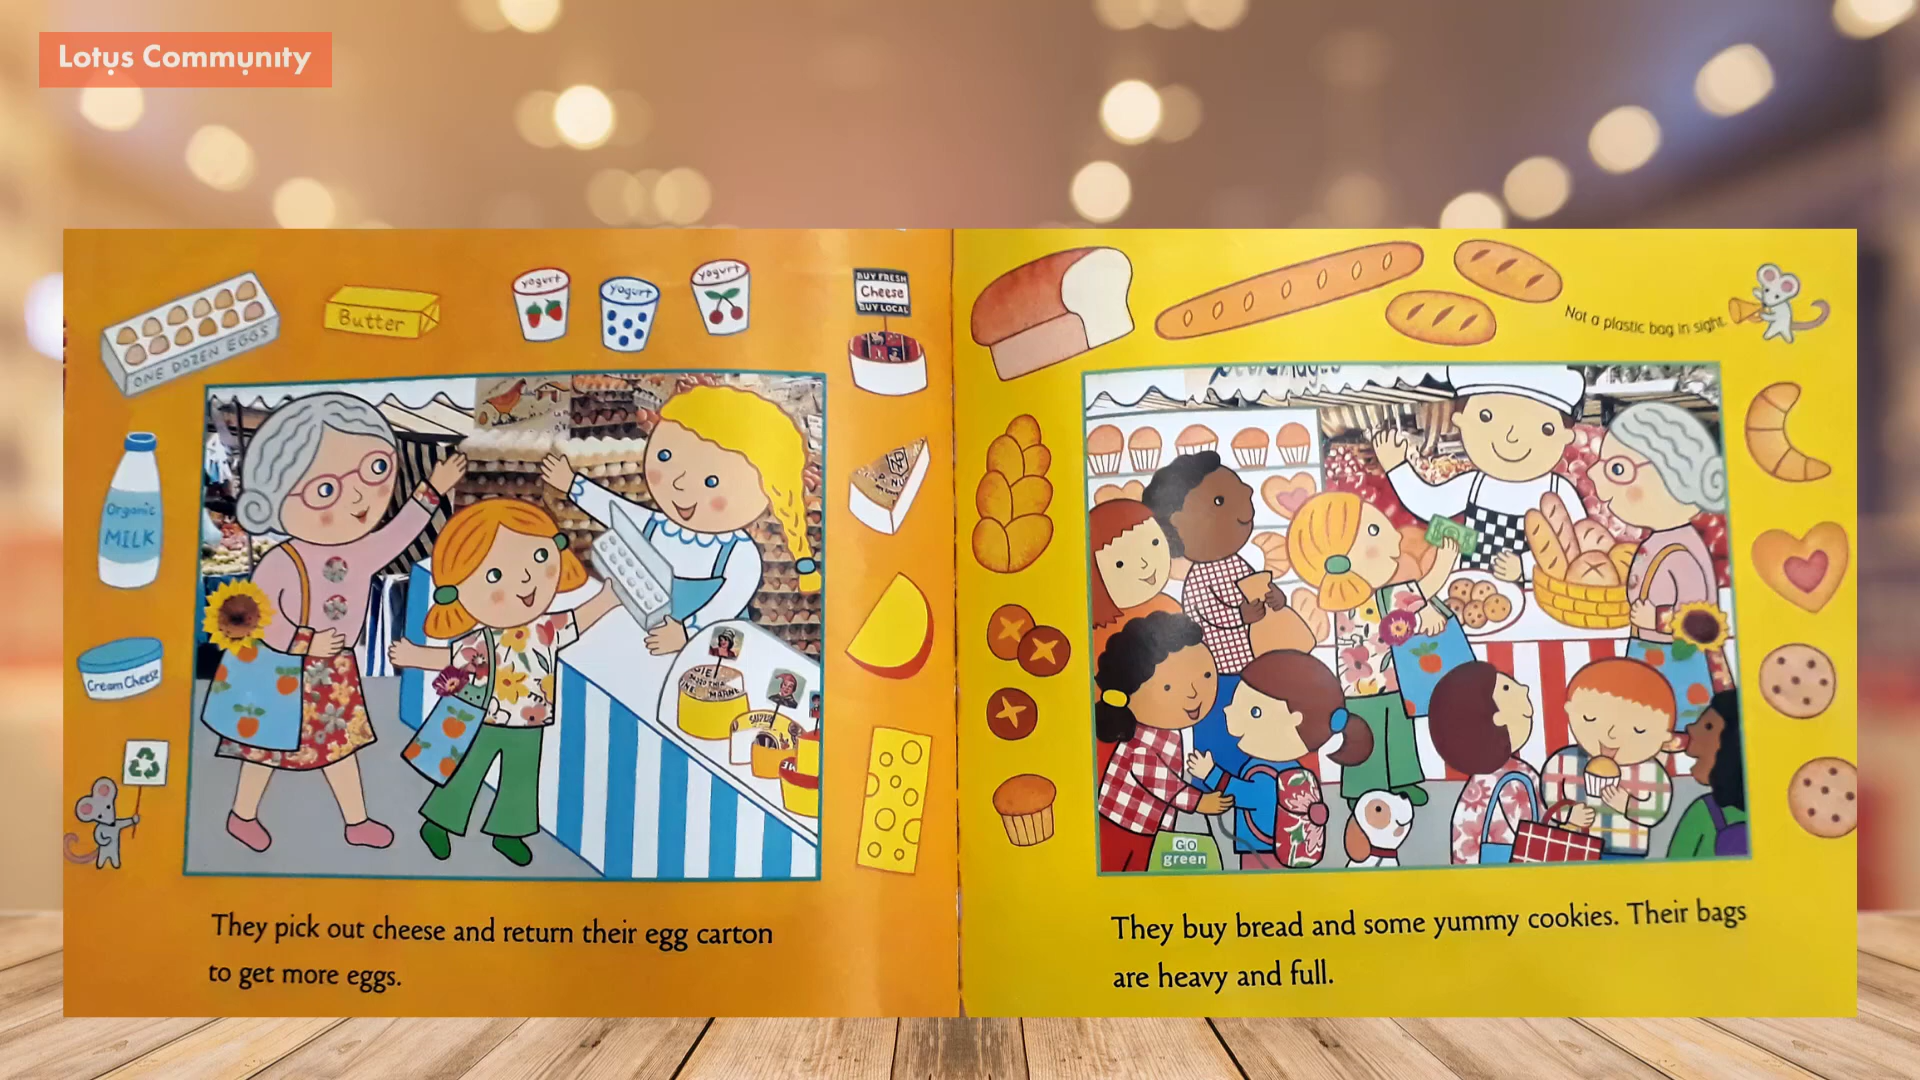 Lotus Community
ONE DOZEN EGGS
Butter
yogurt
yogurt
yogurt
BUY FRESH
Cheese
BUY LOCAL
Organic
MILK
Cream Cheese
They pick out cheese and return their egg carton
to get more eggs.
Not a plastic bag in sight.
GO
green
They buy bread and some yummy cookies. Their bags
are heavy and full.